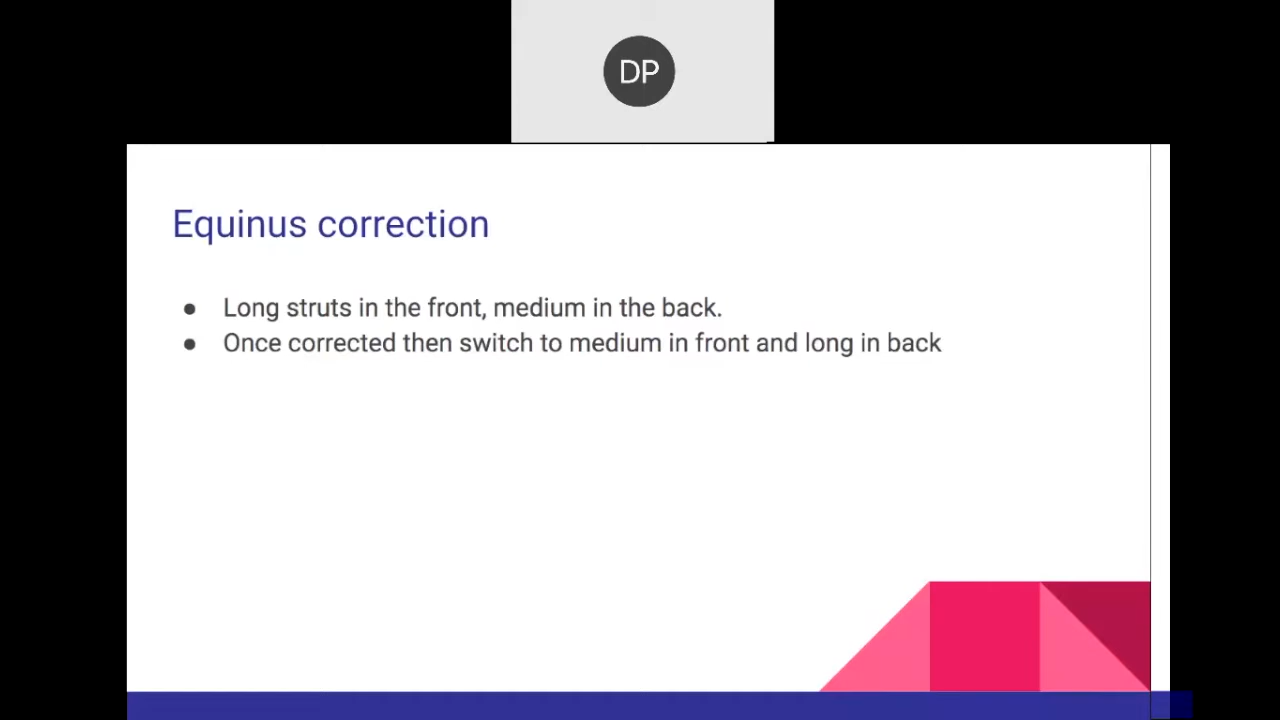 DP
Equinus correction
● Long struts in the front, medium in the back.
● Once corrected then switch to medium in front and long in back